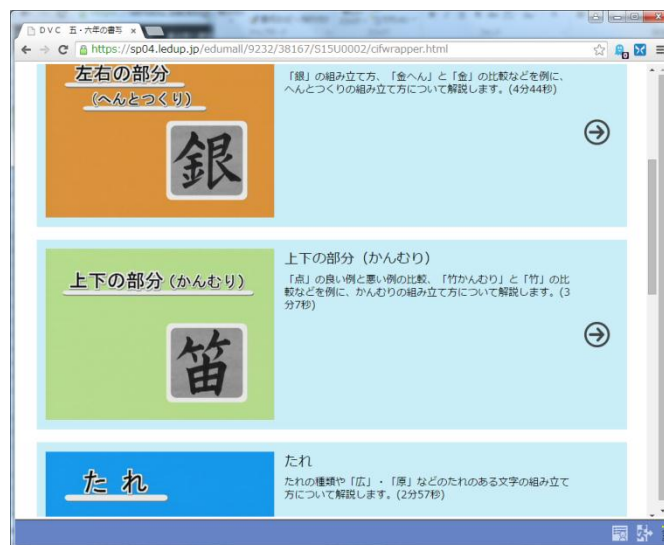 DVC 五・六年の書写
https://sp04.ledup.jp/edumall/9232/38167/S15U0002/cifwrapper.html
左右の部分
(へんとつくり)
銀
「銀」の組み立て方、「金へん」と「金」の比較などを例に、
へんとつくりの組み立て方について解説します。(4分44秒)
上下の部分(かんむり)
笛
上下の部分（かんむり）
「点」の良い例と悪い例の比較、「竹かんむり」と「竹」の比
較などを例に、かんむりの組み立て方について解説します。(3
分7秒)
たれ
たれ
たれの種類や「広」・「原」などのたれのある文字の組み立て
方について解説します。(2分57秒)